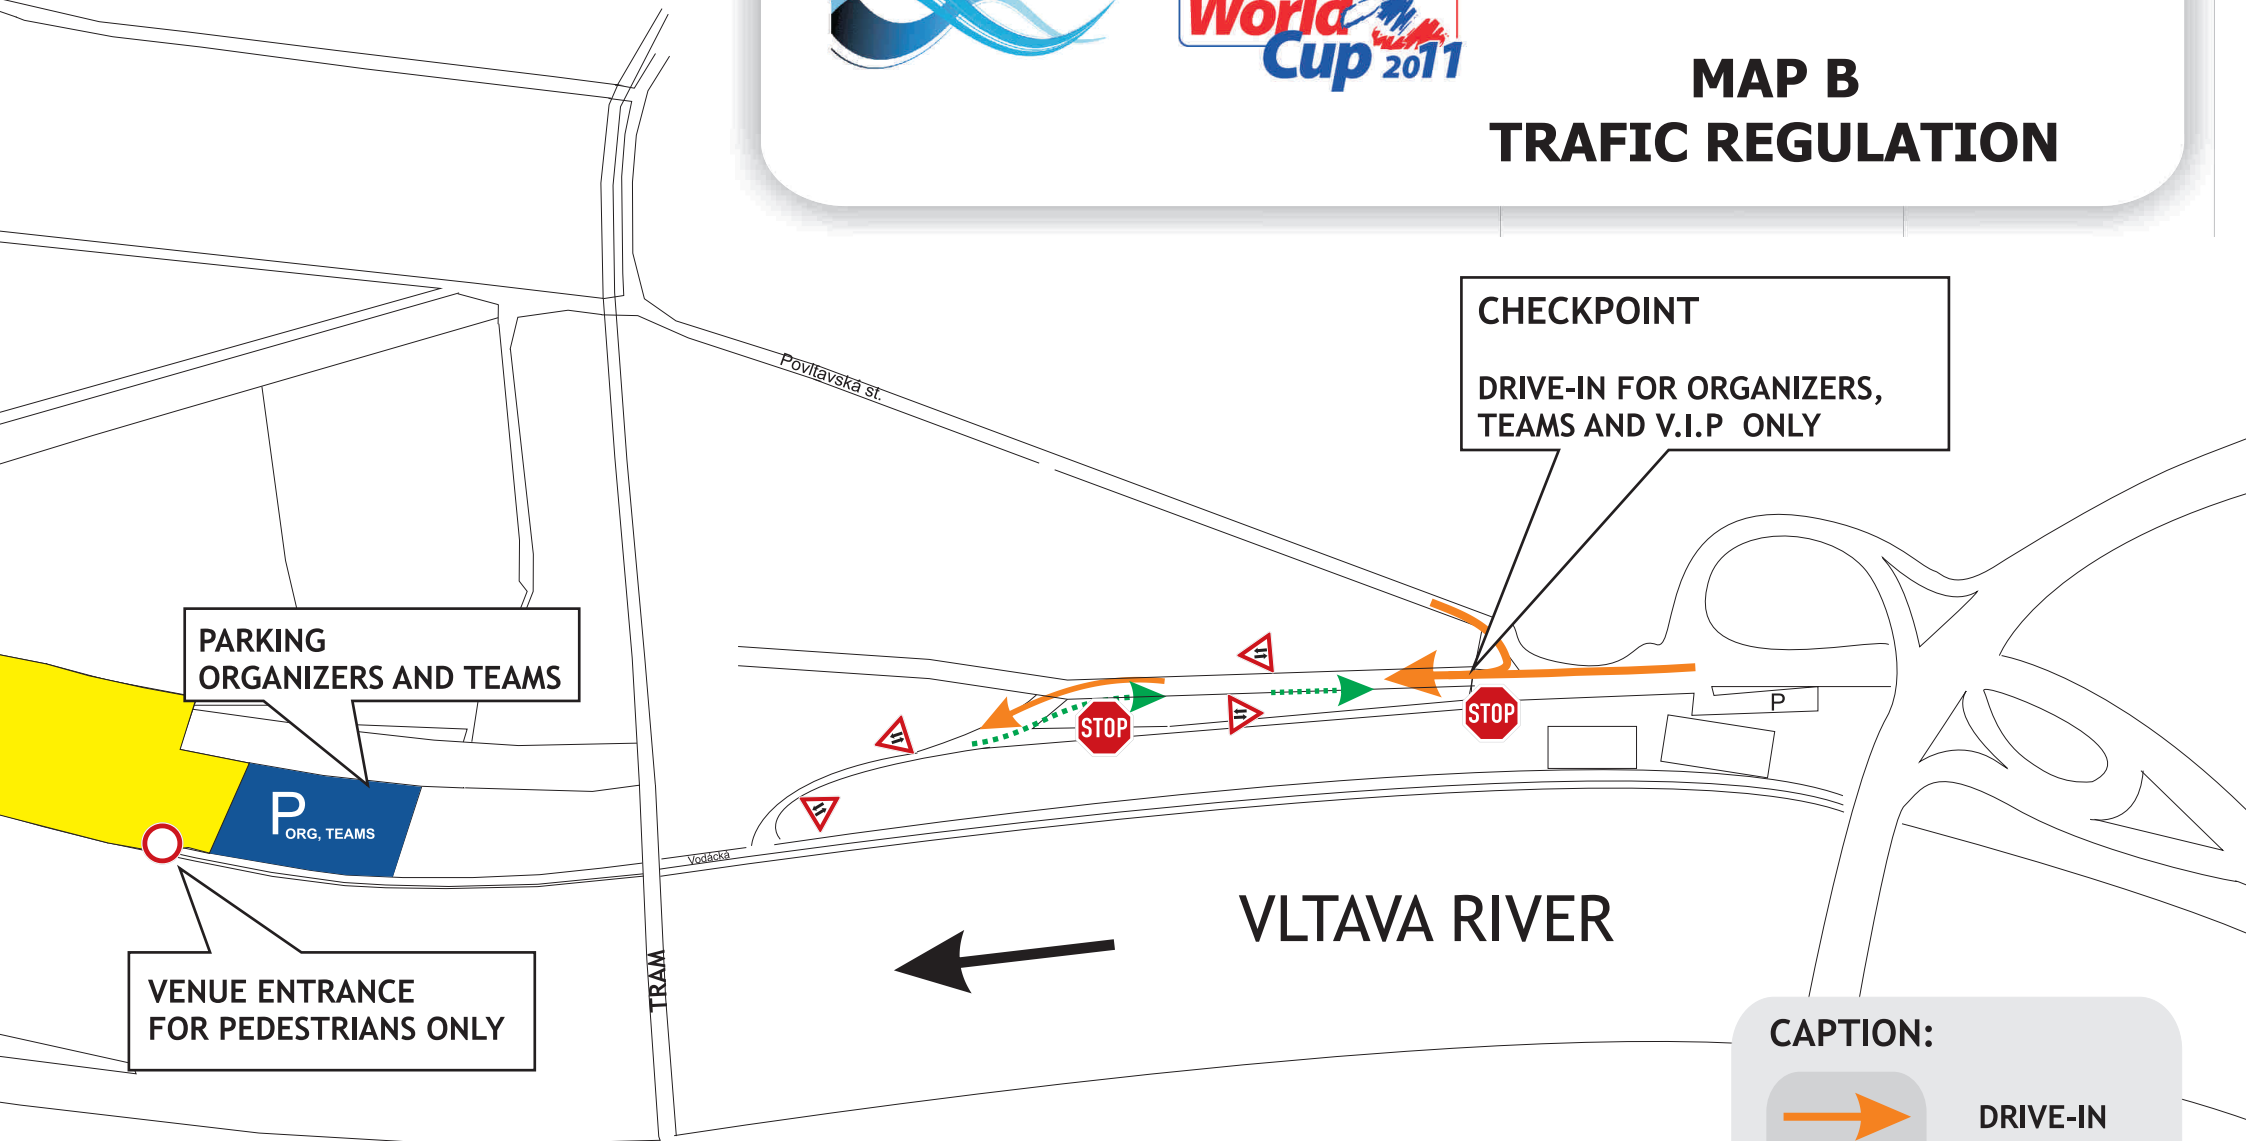 World
Cup 2011
MAP B
TRAFIC REGULATION
CHECKPOINT
DRIVE-IN FOR ORGANIZERS,
TEAMS AND V.I.P ONLY
Povltavská st.
PARKING
ORGANIZERS AND TEAMS
STOP
STOP
P
P
ORG, TEAMS
Vodácká
VLTAVA RIVER
TRAM
VENUE ENTRANCE
FOR PEDESTRIANS ONLY
CAPTION:
DRIVE-IN